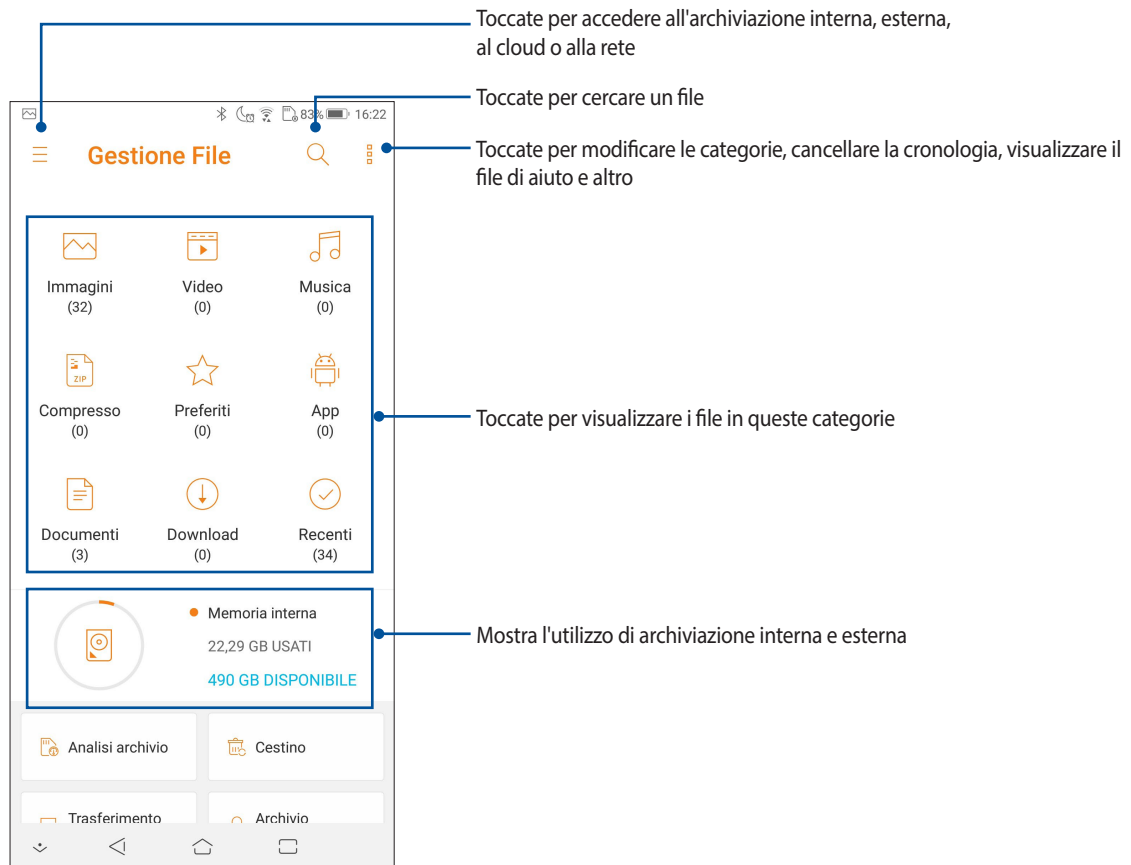 Toccate per accedere all'archiviazione interna, esterna,
al cloud o alla rete
Toccate per cercare un file
83% 16:22
Toccate per modificare le categorie, cancellare la cronologia, visualizzare il
file di aiuto e altro
Gestione File
Immagini
(32)
Video
(0)
Musica
(0)
ZIP
Compresso
(0)
Preferiti
(0)
App
(0)
Toccate per visualizzare i file in queste categorie
Documenti
(3)
Download
(0)
Recenti
(34)
Memoria interna
22,29 GB USATI
490 GB DISPONIBILE
Mostra l'utilizzo di archiviazione interna e esterna
Analisi archivio
Cestino
Trasferimento
Archivio